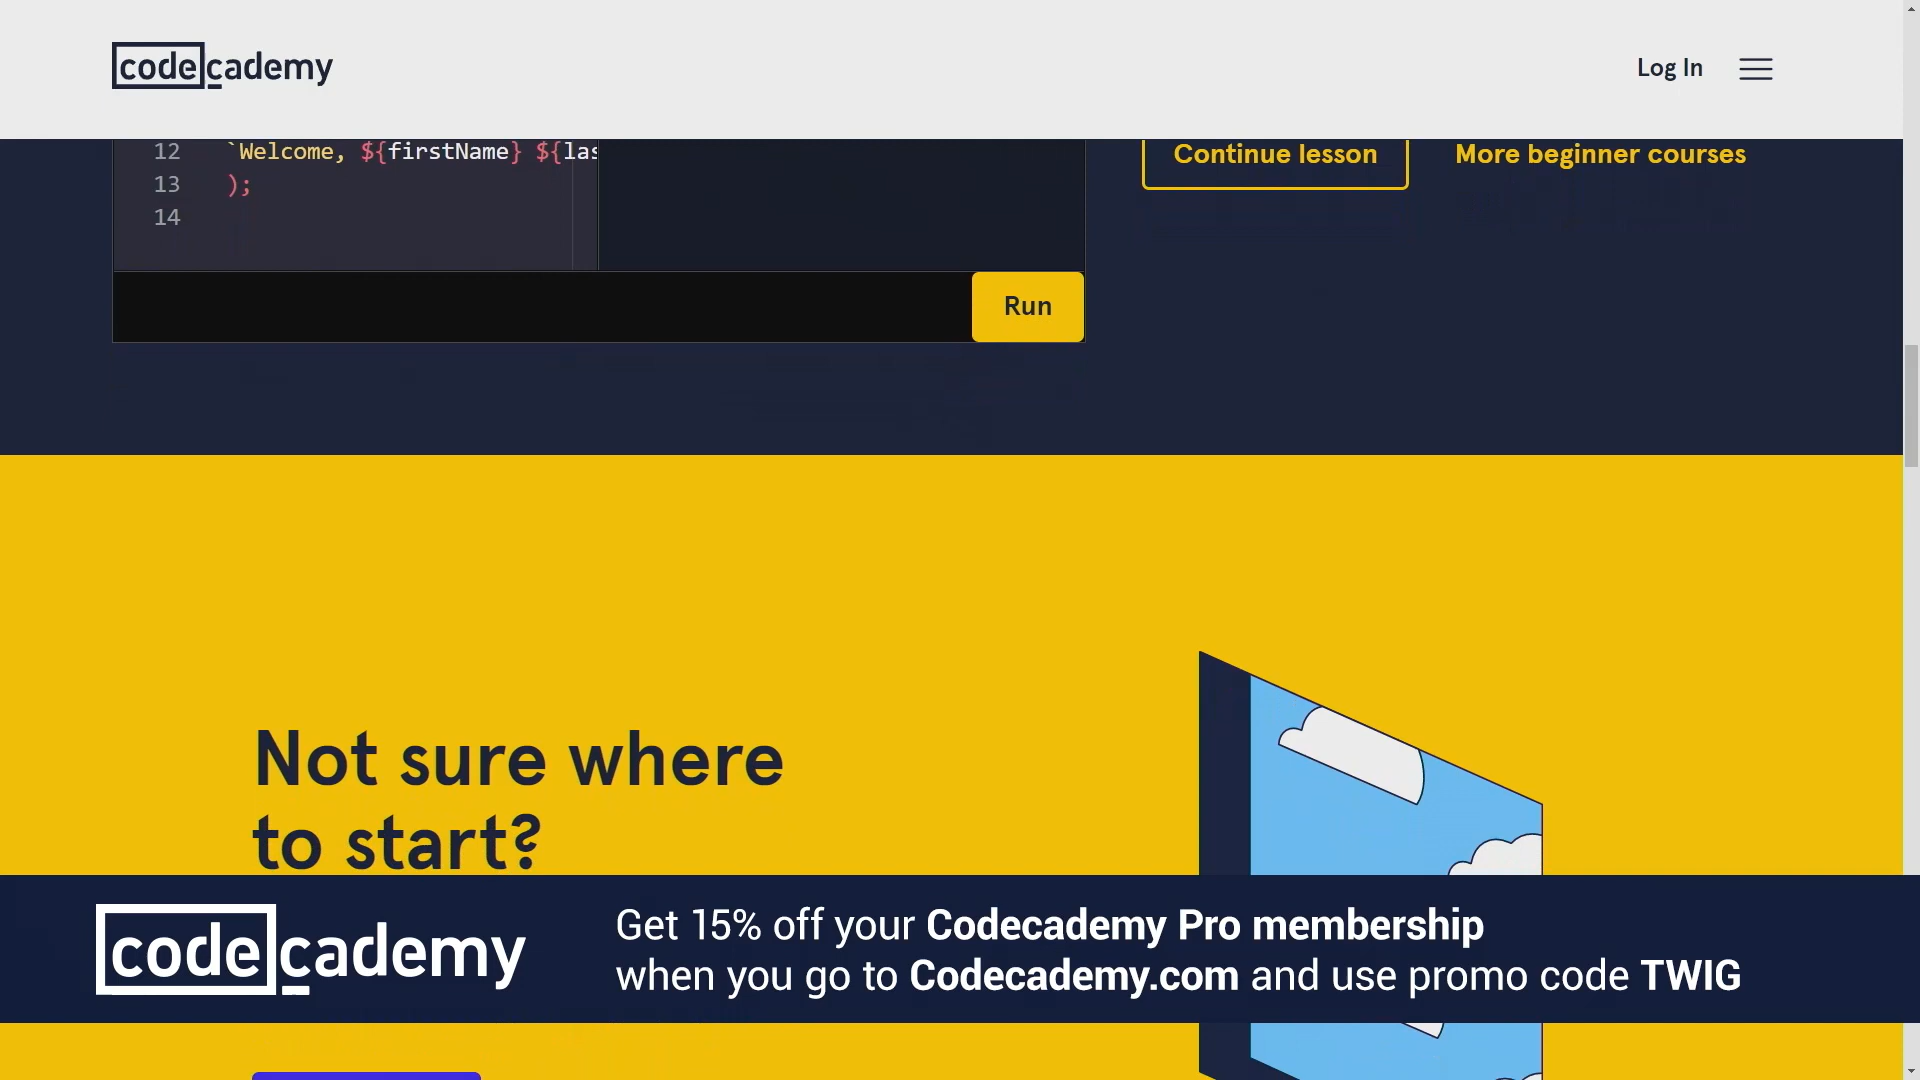 codecademy
Log In
12 `Welcome, ${firstName} ${las
Continue lesson
More beginner courses
13 );
14
Run
Not sure where
to start?
codecademy
Get 15% off your Codecademy Pro membership
when you go to Codecademy.com and use promo code TWIG